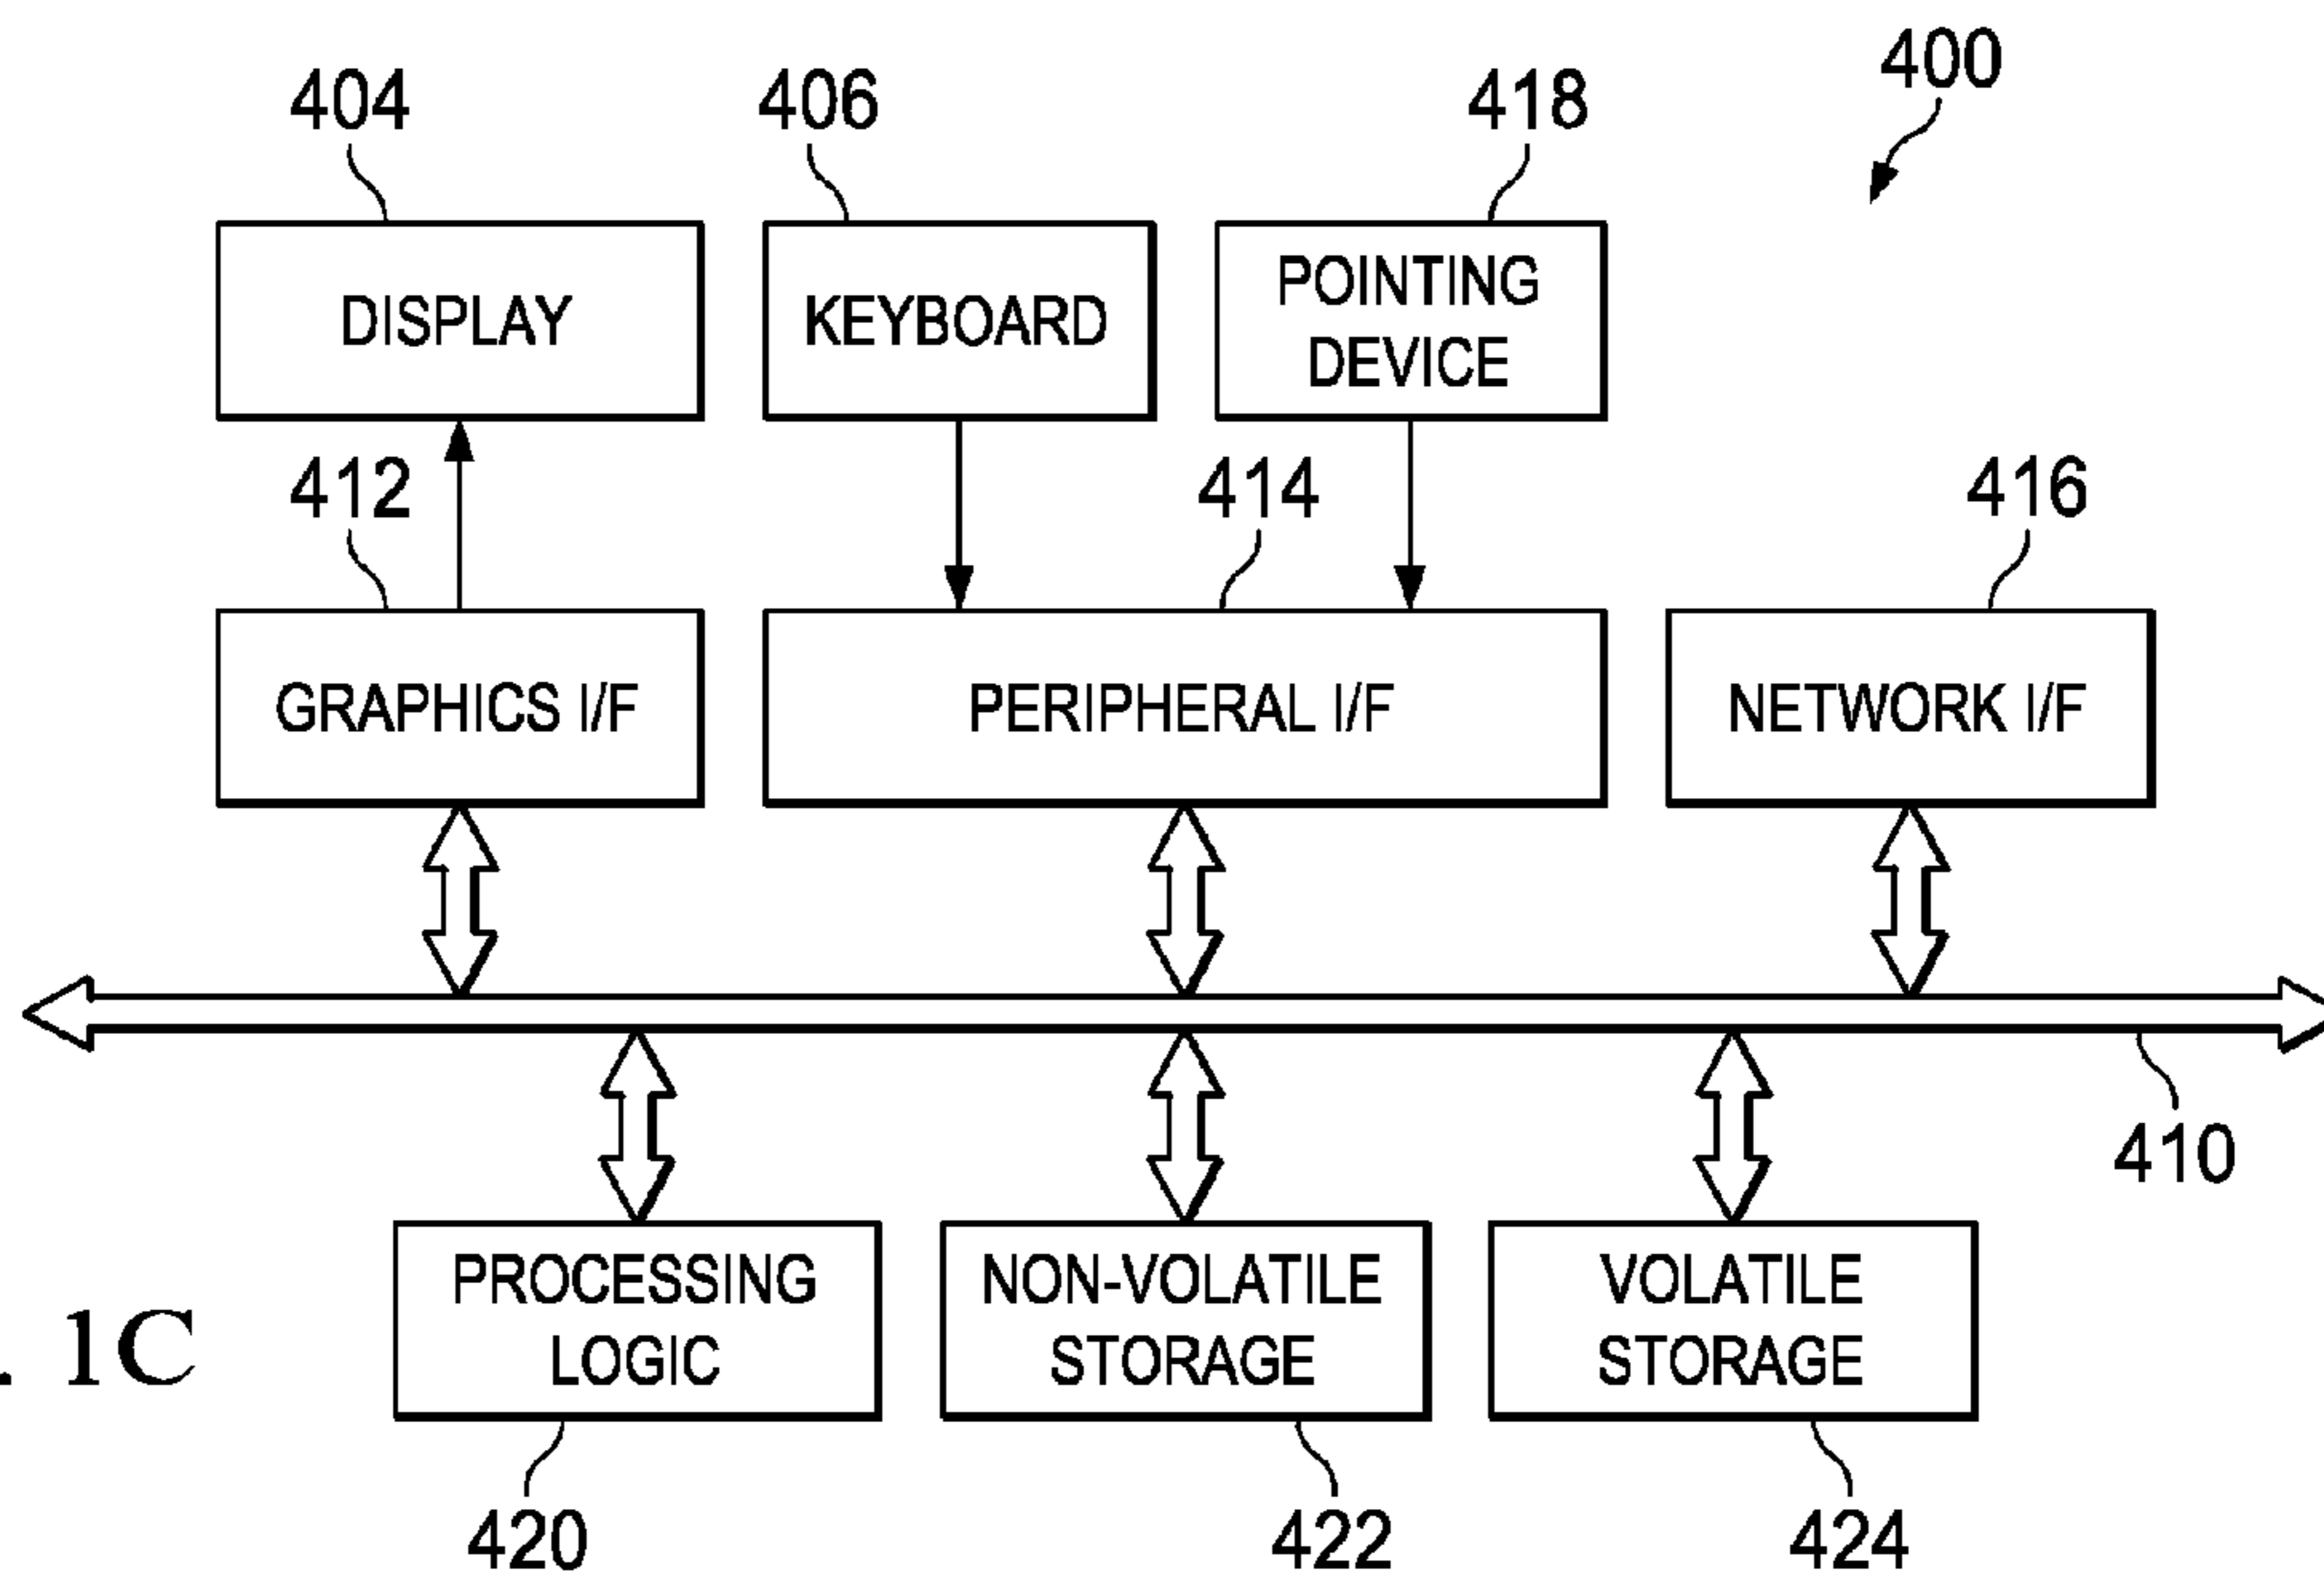 400
404
406
418
DISPLAY
KEYBOARD
POINTING
DEVICE
412
414
416
GRAPHICS I/F
PERIPHERAL I/F
NETWORK I/F
410
PROCESSING
LOGIC
NON-VOLATILE
STORAGE
VOLATILE
STORAGE
. 1C
420
422
424